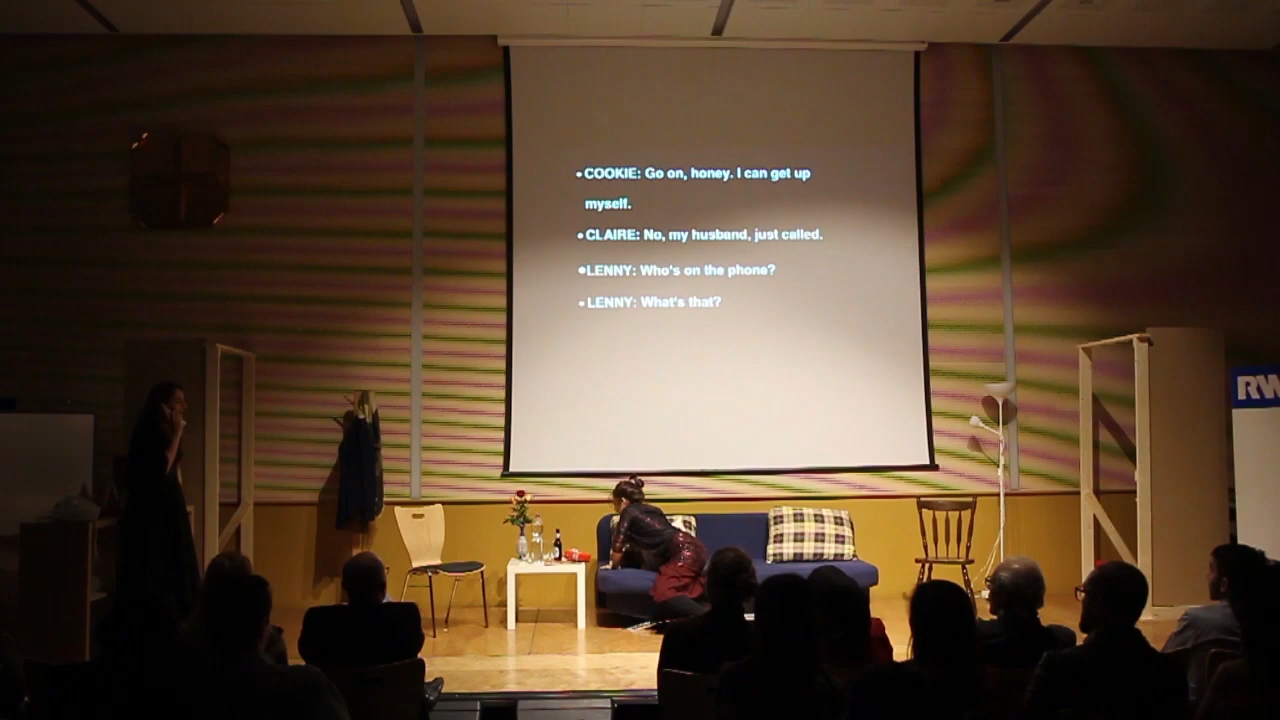 • COOKIE: Go on, honey. I can get up
myself.
• CLAIRE: No, my husband, just called.
• LENNY: Who's on the phone?
• LENNY: What's that?
RW